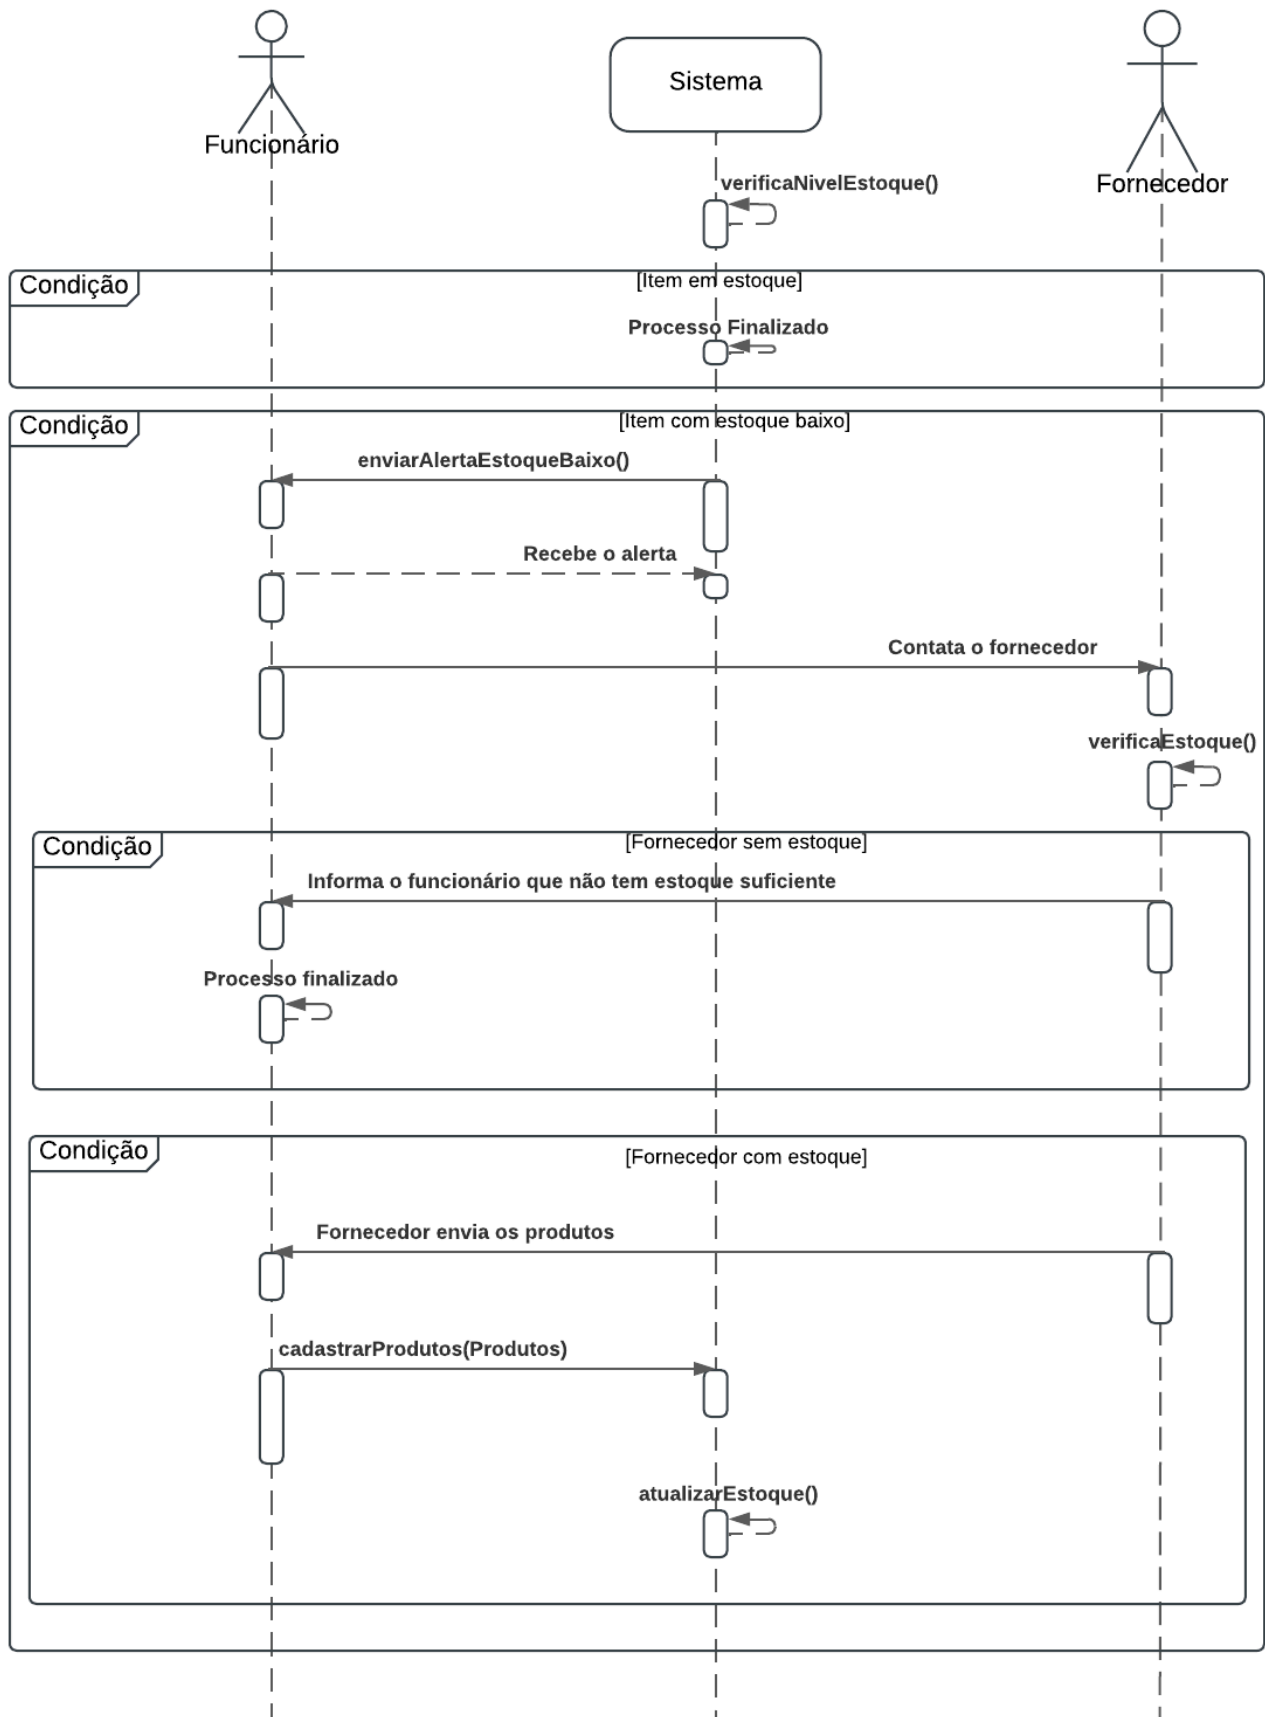 Funcionário
Sistema
Fornecedor
verificaNivelEstoque()
Condição
[Item em estoque]
Processo Finalizado
Condição
[Item com estoque baixo]
enviarAlertaEstoqueBaixo()
Recebe o alerta
Contata o fornecedor
verificaEstoque()
Condição
[Fornecedor sem estoque]
Informa o funcionário que não tem estoque suficiente
Processo finalizado
Condição
[Fornecedor com estoque]
Fornecedor envia os produtos
cadastrarProdutos(Produtos)
atualizarEstoque()